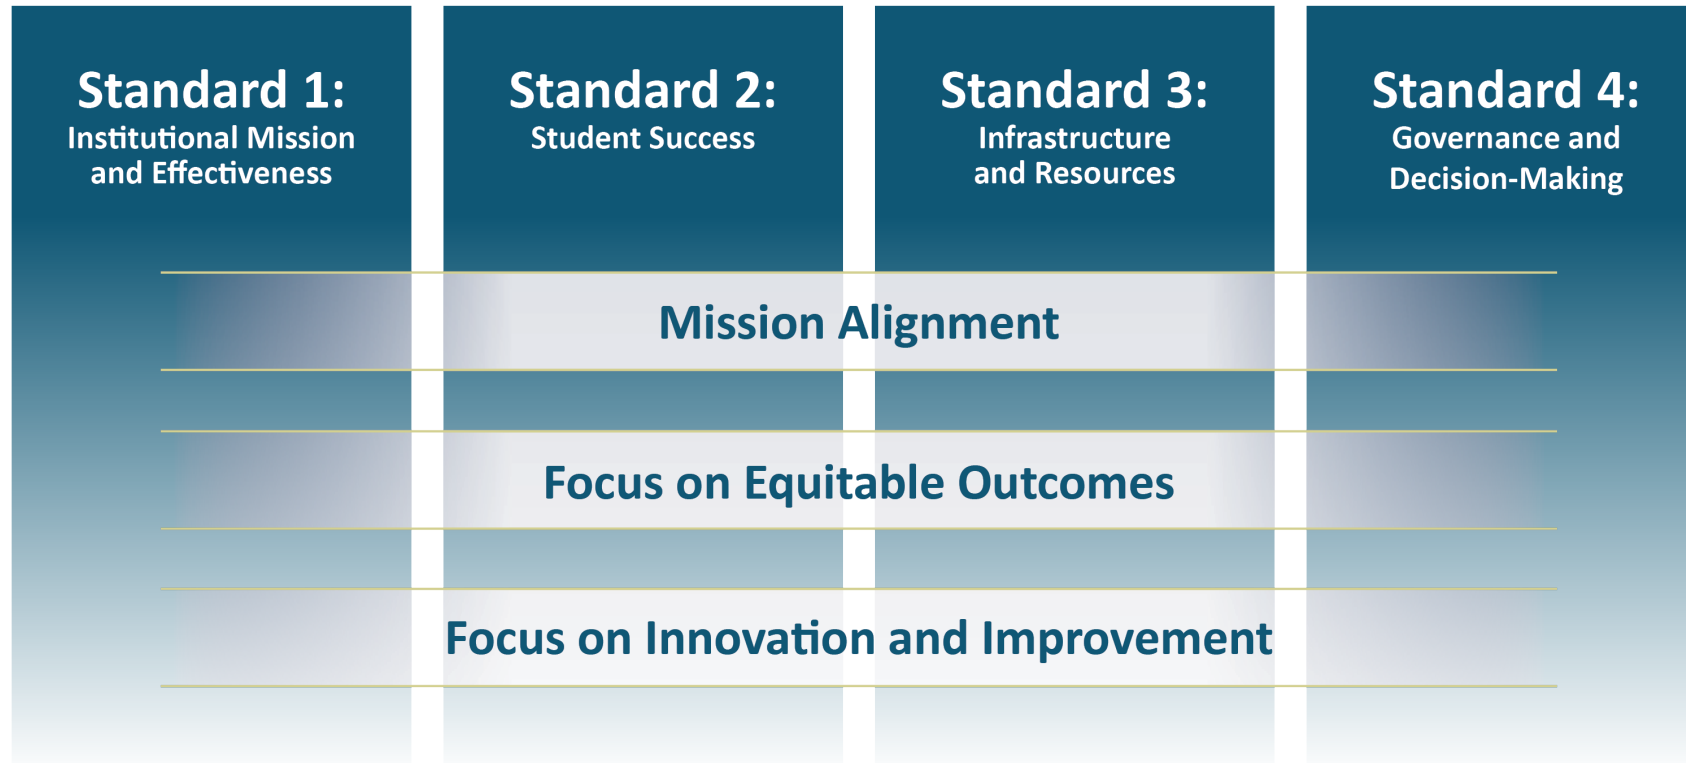 Standard 1:
Institutional Mission
and Effectiveness
Standard 2:
Student Success
Standard 3:
Infrastructure
and Resources
Standard 4:
Governance and
Decision-Making
Mission Alignment
Focus on Equitable Outcomes
Focus on Innovation and Improvement